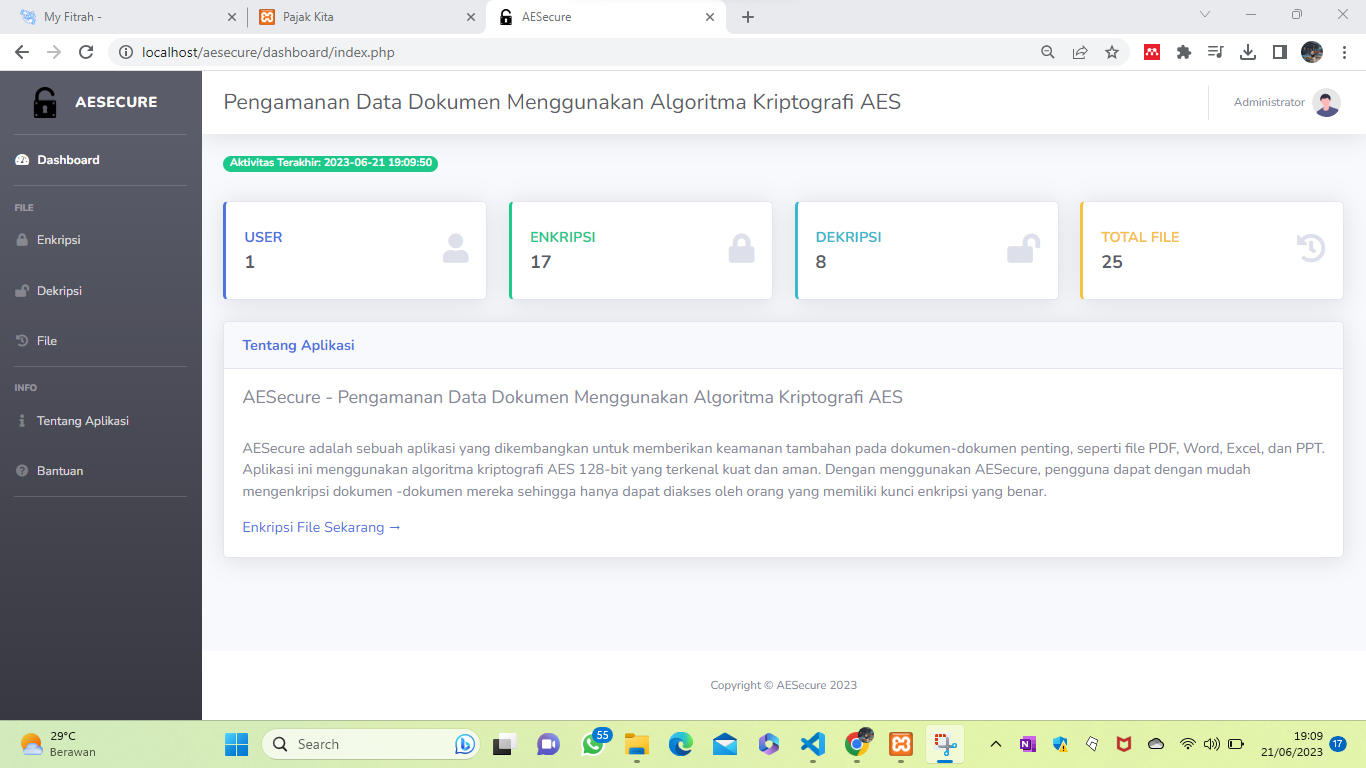 My Fitrah -
Pajak Kita
AESecure
localhost/aesecure/dashboard/index.php
AESECURE
Pengamanan Data Dokumen Menggunakan Algoritma Kriptografi AES
Administrator
Dashboard
FILE
Enkripsi
Dekripsi
File
INFO
Tentang Aplikasi
Bantuan
Aktivitas Terakhir: 2023-06-21 19:09:50
USER
1
ENKRIPSI
17
DEKRIPSI
8
TOTAL FILE
25
Tentang Aplikasi
AESecure - Pengamanan Data Dokumen Menggunakan Algoritma Kriptografi AES
AESecure adalah sebuah aplikasi yang dikembangkan untuk memberikan keamanan tambahan pada dokumen-dokumen penting, seperti file PDF, Word, Excel, dan PPT.
Aplikasi ini menggunakan algoritma kriptografi AES 128-bit yang terkenal kuat dan aman. Dengan menggunakan AESecure, pengguna dapat dengan mudah
mengenkripsi dokumen -dokumen mereka sehingga hanya dapat diakses oleh orang yang memiliki kunci enkripsi yang benar.
Enkripsi File Sekarang →
Copyright © AESecure 2023
29°C
Berawan
Search
55
19:09
21/06/2023
17